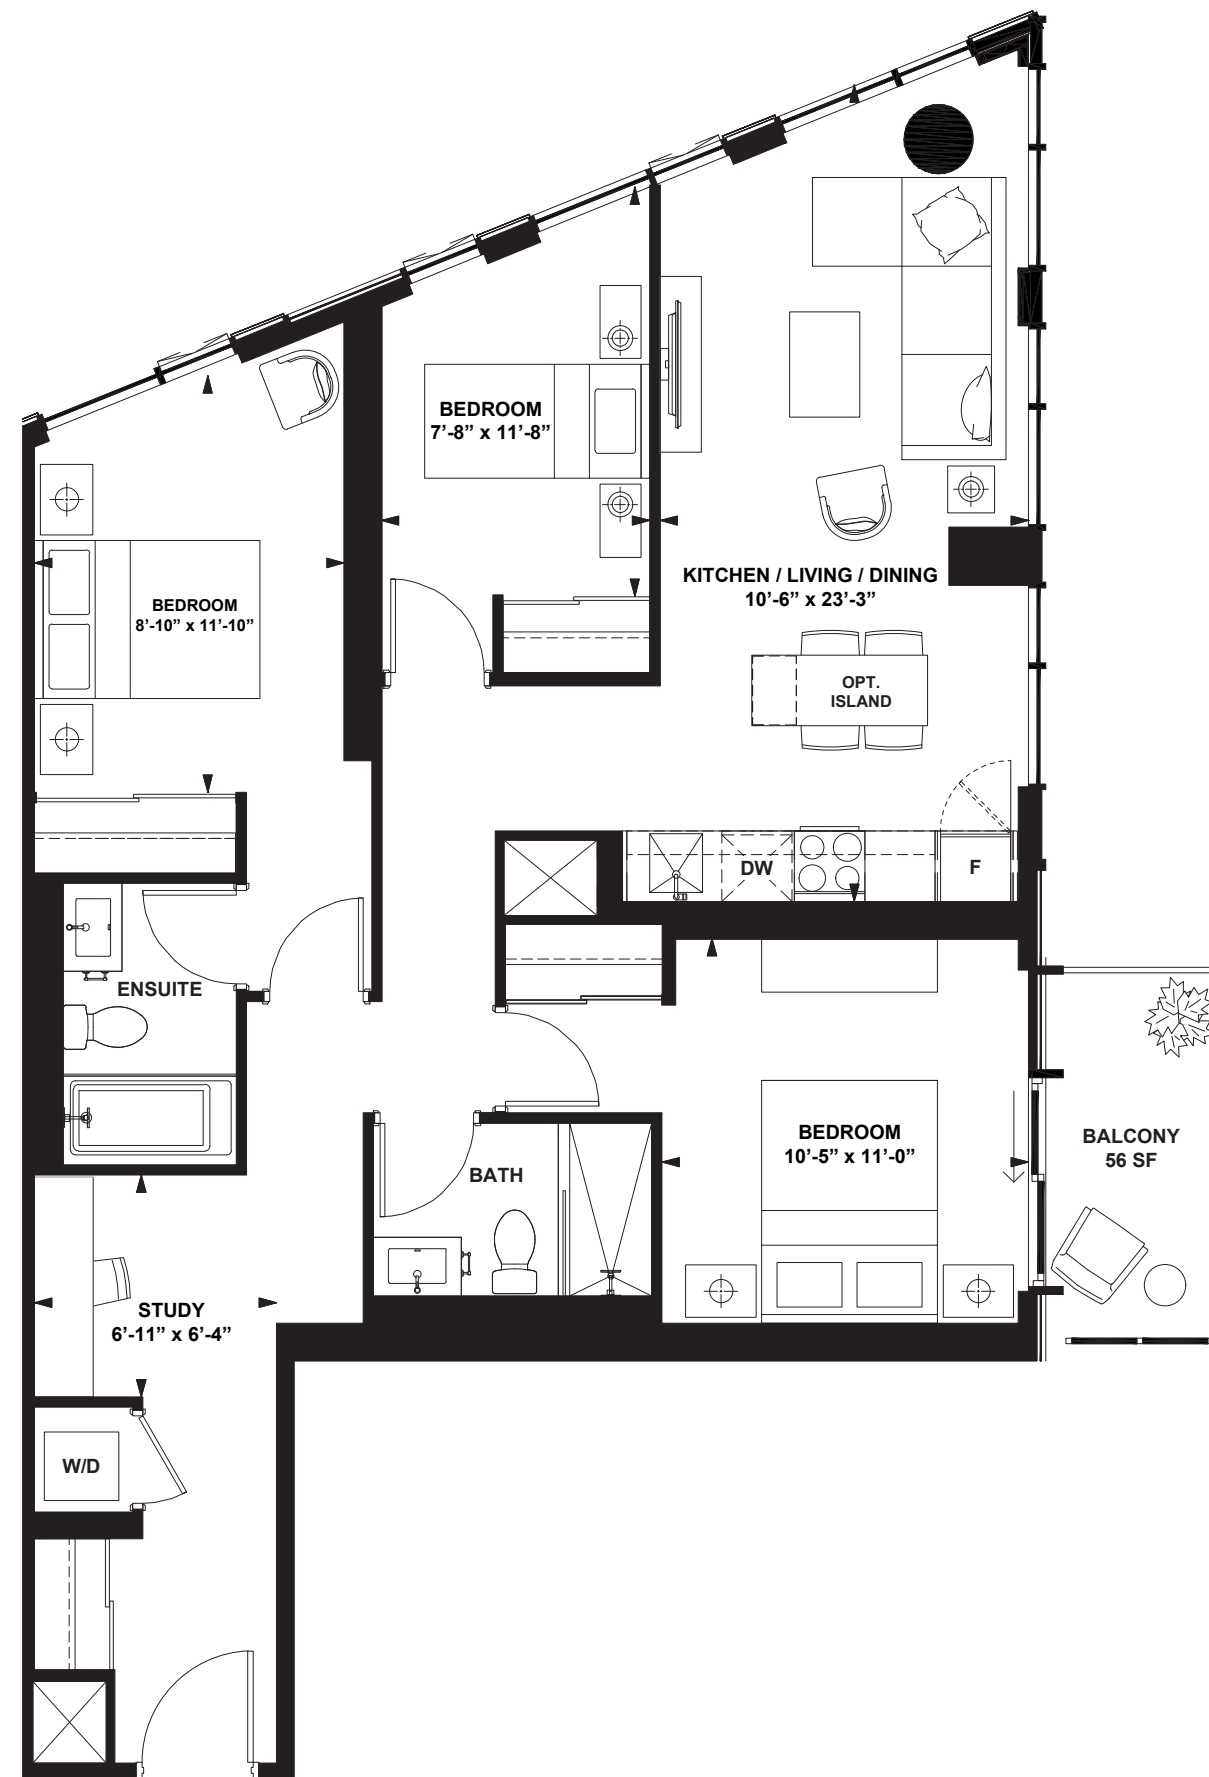 BEDROOM
7’-8” x 11’-8”
KITCHEN / LIVING / DINING
10’-6” x 23’-3”
BEDROOM
8’-10” x 11’-10”
OPT.
ISLAND
DW
F
ENSUITE
BEDROOM
10’-5” x 11’-0”
BALCONY
56 SF
BATH
STUDY
6’-11” x 6’-4”
W/D